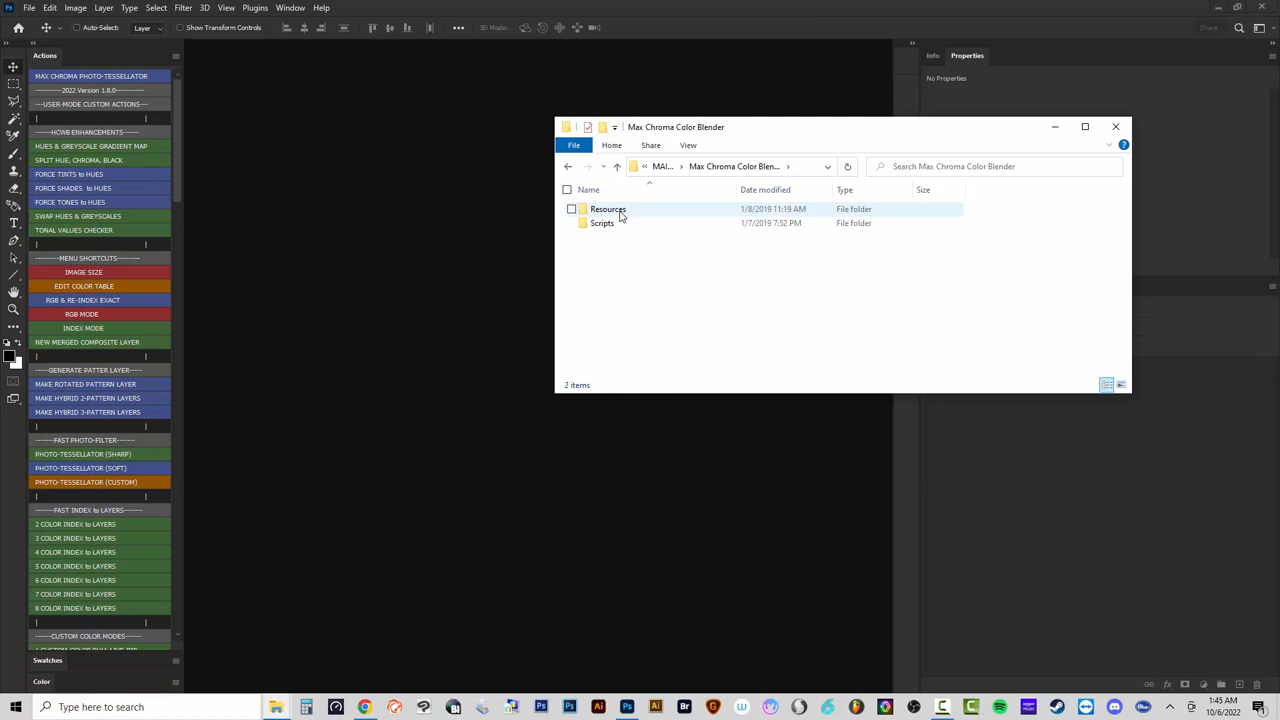 File Edit Image Layer Type Select Filter 3D View Plugins Window Help
Auto-Select: Layer Show Transform Controls 3D Mode: Share
Actions
MAX CHROMA PHOTO-TESSELLATOR
----------2022 Version 1.8.0----------
---USER-MODE CUSTOM ACTIONS---
| |
------HCWB ENHANCEMENTS------
HUES & GREYSCALE GRADIENT MAP
SPLIT HUE, CHROMA, BLACK
FORCE TINTS to HUES
FORCE SHADES to HUES
FORCE TONES to HUES
SWAP HUES & GREYSCALES
TONAL VALUES CHECKER
| |
-------MENU SHORTCUTS-------
IMAGE SIZE
EDIT COLOR TABLE
RGB & RE-INDEX EXACT
RGB MODE
INDEX MODE
NEW MERGED COMPOSITE LAYER
| |
-----GENERATE PATTER LAYER-----
MAKE ROTATED PATTERN LAYER
MAKE HYBRID 2-PATTERN LAYERS
MAKE HYBRID 3-PATTERN LAYERS
| |
-------FAST PHOTO-FILTER-------
PHOTO-TESSELLATOR (SHARP)
PHOTO-TESSELLATOR (SOFT)
PHOTO-TESSELLATOR (CUSTOM)
| |
-------FAST INDEX to LAYERS-------
2 COLOR INDEX to LAYERS
3 COLOR INDEX to LAYERS
4 COLOR INDEX to LAYERS
5 COLOR INDEX to LAYERS
6 COLOR INDEX to LAYERS
7 COLOR INDEX to LAYERS
8 COLOR INDEX to LAYERS
| |
------CUSTOM COLOR MODES------
Swatches
Color
Max Chroma Color Blender
File Home Share View
« MAI... › Max Chroma Color Blen... › Search Max Chroma Color Blender
Name Date modified Type Size
Resources 1/8/2019 11:19 AM File folder
Scripts 1/7/2019 7:52 PM File folder
2 items
Info Properties
No Properties
Type here to search
1:45 AM
10/6/2022